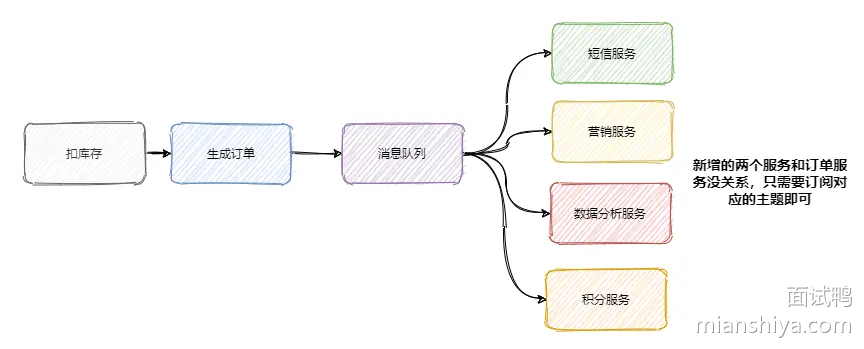 短信服务
营销服务
扣库存
生成订单
消息队列
新增的两个服务和订单服
务没关系，只需要订阅对
应的主题即可
数据分析服务
积分服务
面试鸭
mianshiya.com